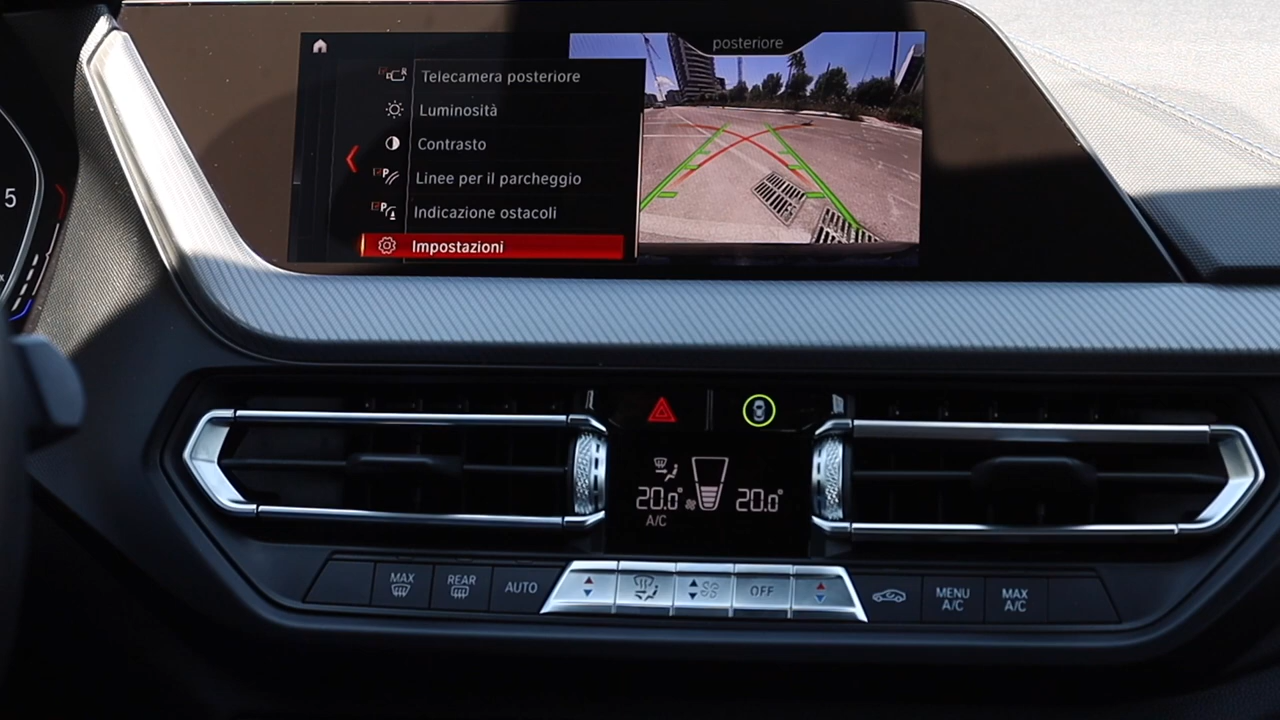 posteriore
Telecamera posteriore
Luminosità
Contrasto
Linee per il parcheggio
Indicazione ostacoli
Impostazioni
5
20.0° 20.0°
A/C
MAX
REAR
AUTO
OFF
MENU A/C
MAX A/C